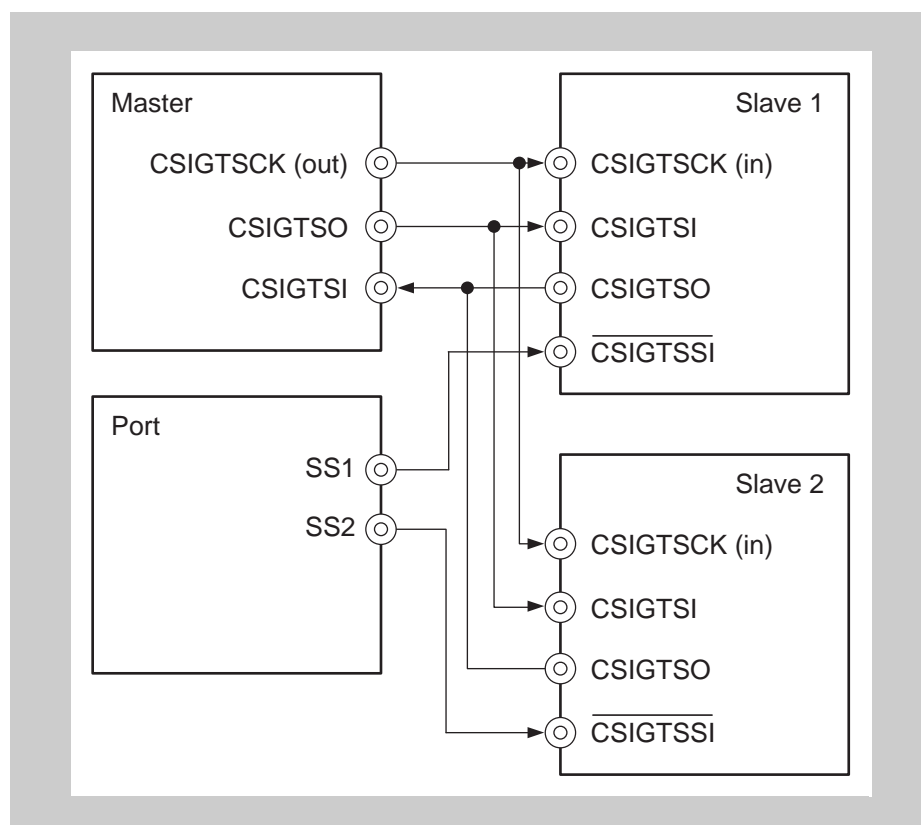 Master
CSIGTSCK (out)
CSIGTSO
CSIGTSI
Port
SS1
SS2
Slave 1
CSIGTSCK (in)
CSIGTSI
CSIGTSO
CSIGTSSI
Slave 2
CSIGTSCK (in)
CSIGTSI
CSIGTSO
CSIGTSSI